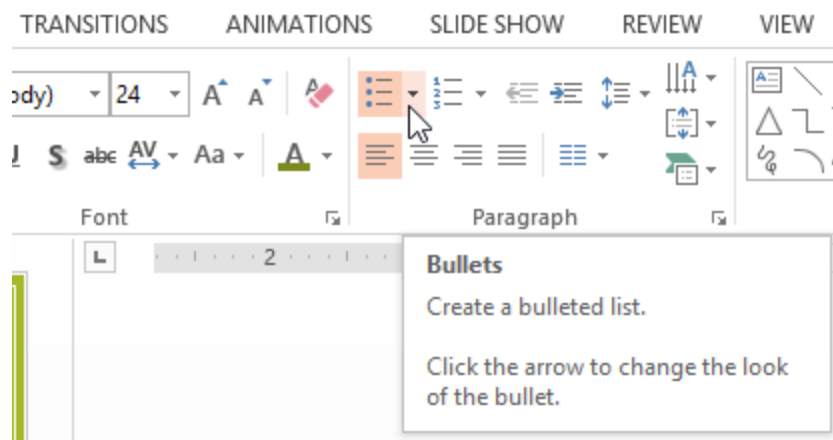 TRANSITIONS ANIMATIONS SLIDE SHOW REVIEW VIEW
ody) 24 A A A
U S abc AV Aa A
Font Paragraph
L 2
Bullets
Create a bulleted list.
Click the arrow to change the look
of the bullet.